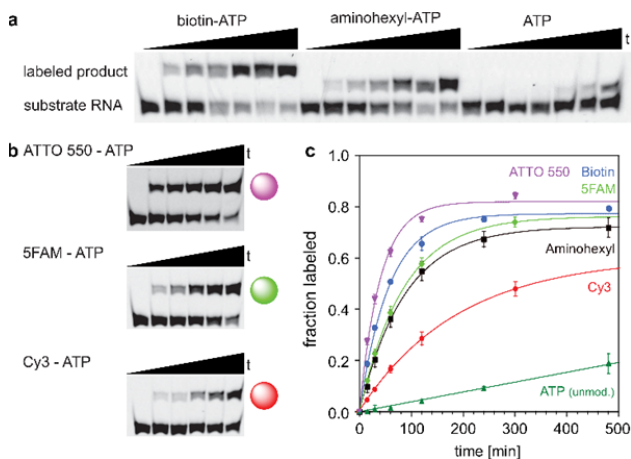 a
biotin-ATP
aminohexyl-ATP
ATP
t
labeled product
substrate RNA
b
ATTO 550 - ATP
t
5FAM - ATP
t
Cy3 - ATP
t
c
1.0
0.8
0.6
0.4
0.2
0.0
fraction labeled
ATTO 550
Biotin
5FAM
Aminohexyl
Cy3
ATP (unmod.)
0 100 200 300 400 500
time [min]